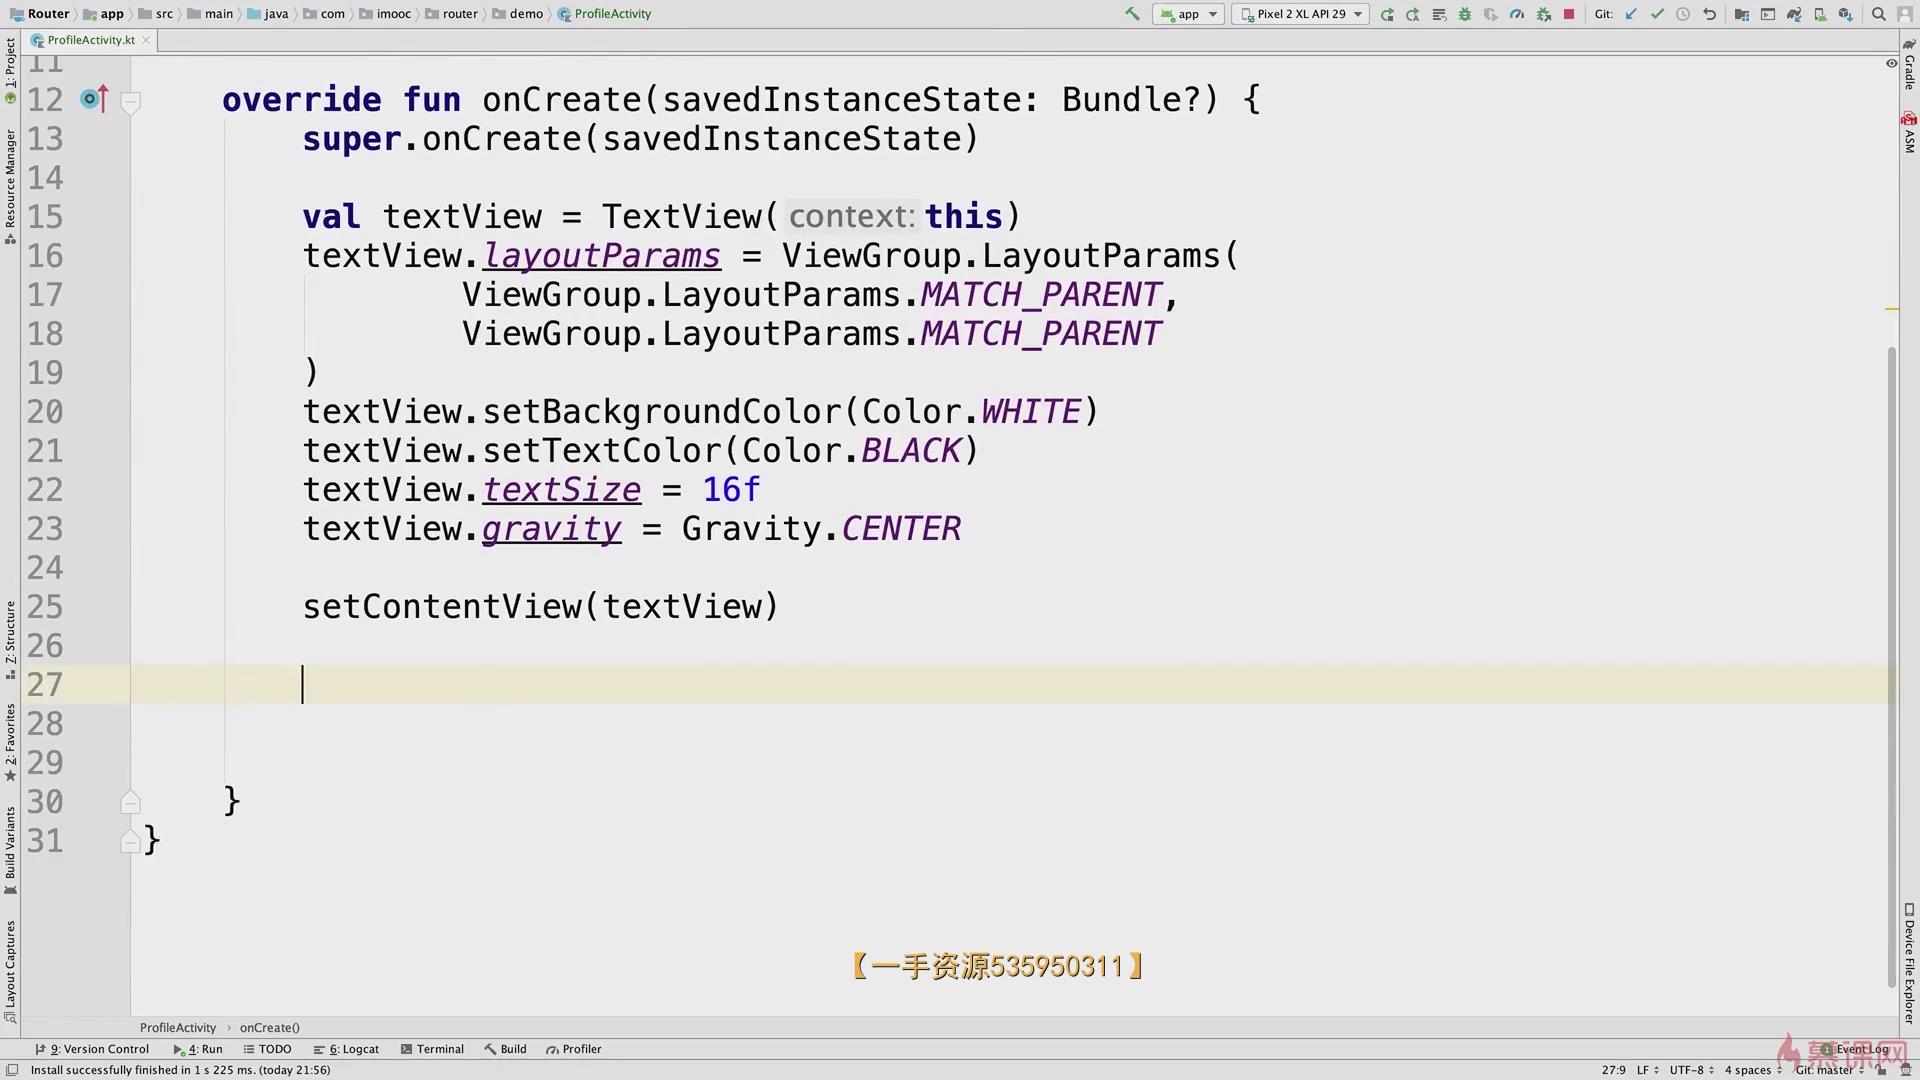 Router app src main java com imooc router demo ProfileActivity app Pixel 2 XL API 29 Git:
ProfileActivity.kt
11
12 override fun onCreate(savedInstanceState: Bundle?) {
13 super.onCreate(savedInstanceState)
14
15 val textView = TextView( context: this)
16 textView.layoutParams = ViewGroup.LayoutParams(
17 ViewGroup.LayoutParams.MATCH_PARENT,
18 ViewGroup.LayoutParams.MATCH_PARENT
19 )
20 textView.setBackgroundColor(Color.WHITE)
21 textView.setTextColor(Color.BLACK)
22 textView.textSize = 16f
23 textView.gravity = Gravity.CENTER
24
25 setContentView(textView)
26
27
28
29
30 }
31 }
1: Project
Resource Manager
Z: Structure
2: Favorites
Build Variants
Layout Captures
Gradle
ASM
Device File Explorer
【一手资源535950311】
ProfileActivity › onCreate()
9: Version Control 4: Run TODO 6: Logcat Terminal Build Profiler Event Log
慕课网
Install successfully finished in 1 s 225 ms. (today 21:56) 27:9 LF UTF-8 4 spaces Git: master